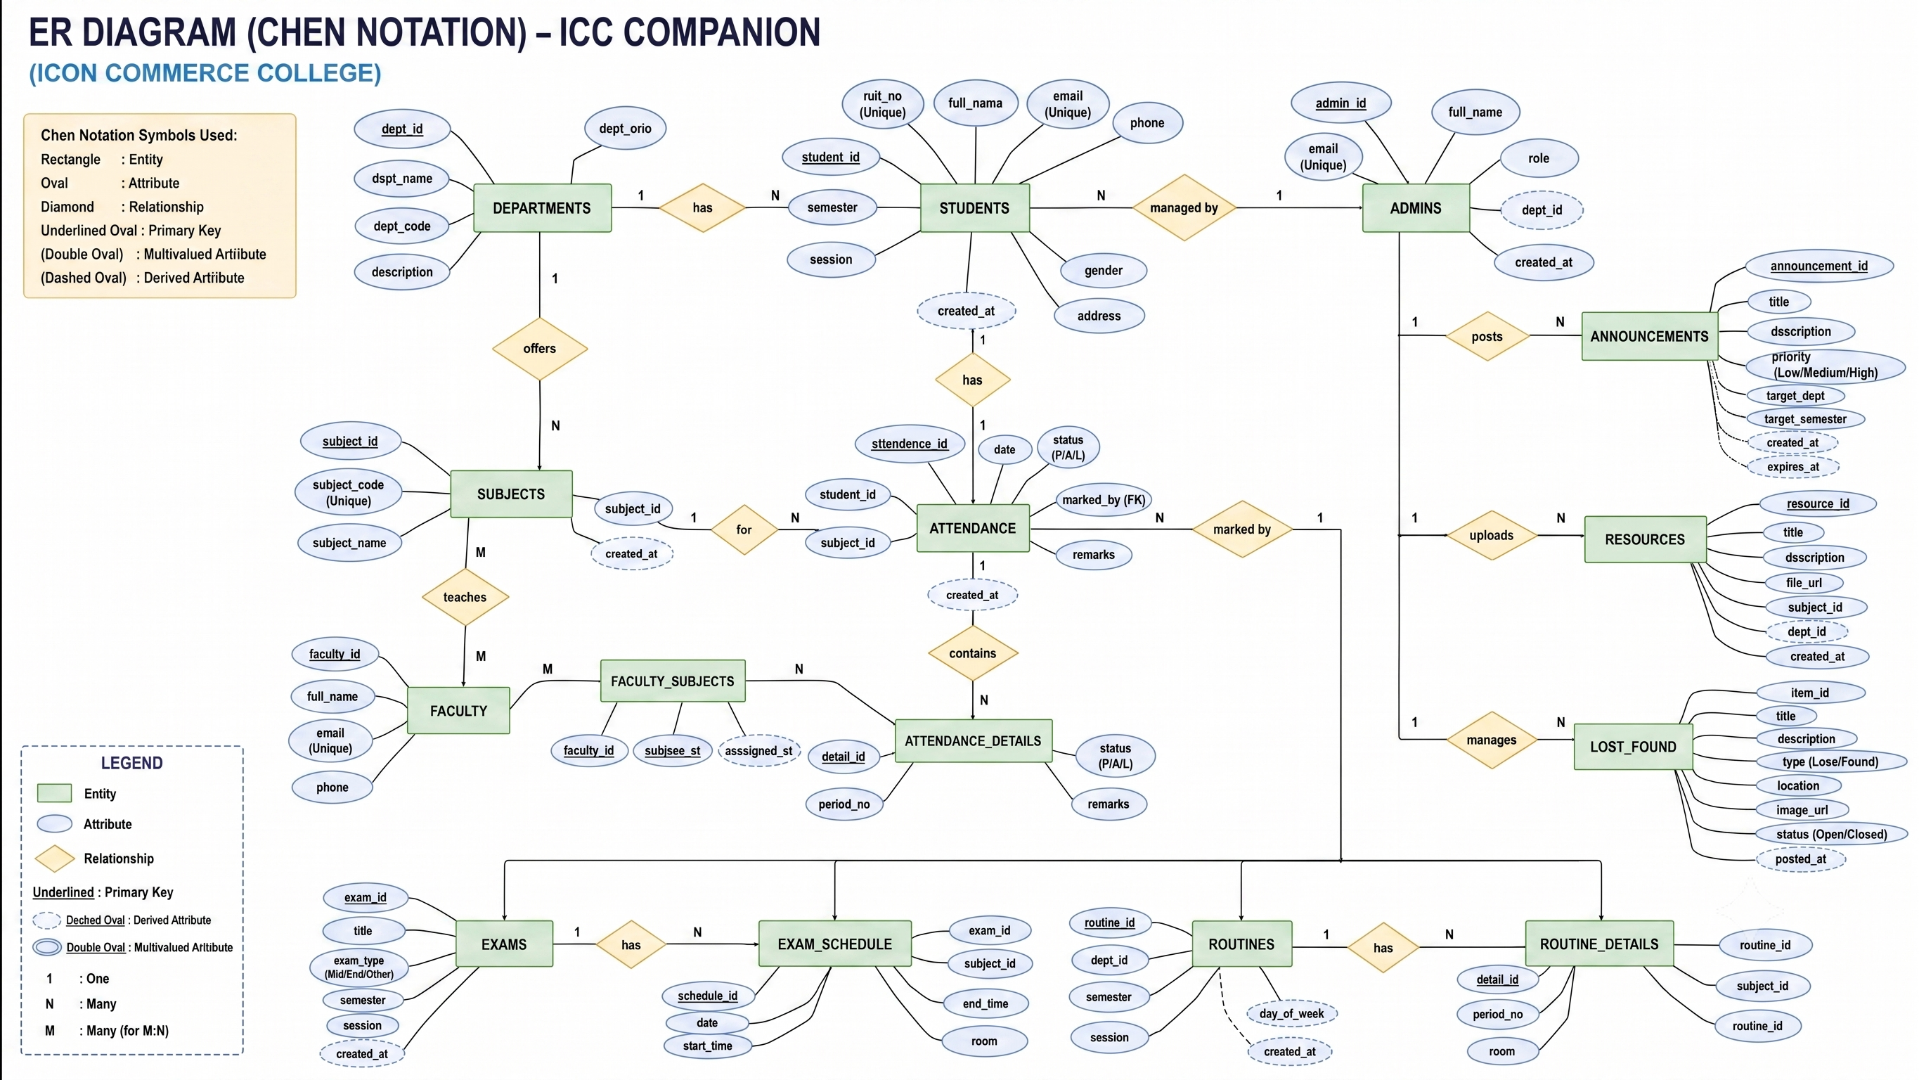 ER DIAGRAM (CHEN NOTATION) – ICC COMPANION
(ICON COMMERCE COLLEGE)
Chen Notation Symbols Used:
Rectangle : Entity
Oval : Attribute
Diamond : Relationship
Underlined Oval : Primary Key
(Double Oval) : Multivalued Artiibute
(Dashed Oval) : Derived Artribute
dept_id
dept_orio
dspt_name
dept_code
description
DEPARTMENTS
1
has
N
ruit_no
(Unique)
full_nama
email
(Unique)
phone
student_id
semester
session
STUDENTS
gender
address
created_at
N
managed by
1
admin_id
full_name
email
(Unique)
role
dept_id
created_at
ADMINS
1
offers
N
1
has
1
1
posts
N
ANNOUNCEMENTS
announcement_id
title
dsscription
priority
(Low/Medium/High)
target_dept
target_semester
created_at
expires_at
subject_id
subject_code
(Unique)
subject_name
SUBJECTS
subject_id
created_at
1
for
N
sttendence_id
date
status
(P/A/L)
student_id
subject_id
ATTENDANCE
marked_by (FK)
remarks
N
marked by
1
1
uploads
N
RESOURCES
resource_id
title
dsscription
file_url
subject_id
dept_id
created_at
M
teaches
M
1
created_at
contains
N
faculty_id
full_name
email
(Unique)
phone
FACULTY
M
FACULTY_SUBJECTS
N
faculty_id
subjsee_st
asssigned_st
ATTENDANCE_DETAILS
detail_id
period_no
status
(P/A/L)
remarks
1
manages
N
LOST_FOUND
item_id
title
description
type (Lose/Found)
location
image_url
status (Open/Closed)
posted_at
LEGEND
Entity
Attribute
Relationship
Underlined : Primary Key
Deched Oval : Derived Attribute
Double Oval : Multivalued Arltibute
1 : One
N : Many
M : Many (for M:N)
exam_id
title
exam_type
(Mid/End/Other)
semester
session
created_at
EXAMS
1
has
N
EXAM_SCHEDULE
schedule_id
date
start_time
exam_id
subject_id
end_time
room
routine_id
dept_id
semester
session
ROUTINES
day_of_week
created_at
1
has
N
ROUTINE_DETAILS
detail_id
period_no
room
routine_id
subject_id
routine_id